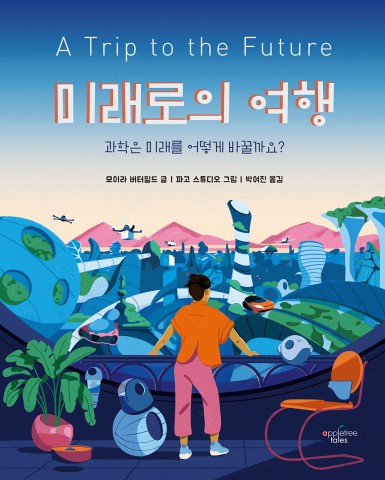 A Trip to the Future
미래로의 여행
과학은 미래를 어떻게 바꿀까요?
모이라 버터필드 글 | 파고 스튜디오 그림 | 박여진 옮김
appletree
tales